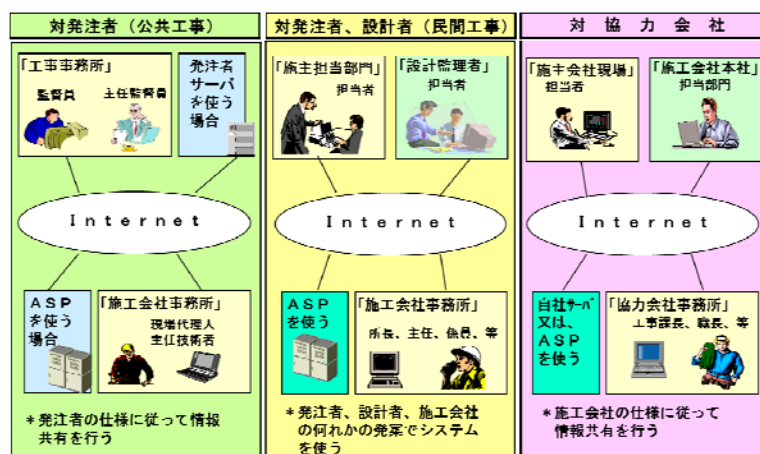 対発注者(公共工事)
「工事事務所」
監督員
主任監督員
発注者
サーバ
を使う
場合
Internet
ASP
を使う
場合
「施工会社事務所」
現場代理人
主任技術者
*発注者の仕様に従って情報
共有を行う
対発注者、設計者(民間工事)
「施主担当部門」
担当者
「設計監理者」
担当者
Internet
ASP
を使う
「施工会社事務所」
所長、主任、係員、等
*発注者、設計者、施工会社
の何れかの発案でシステム
を使う
対協力会社
「施主会社現場」
担当者
「施工会社本社」
担当部門
Internet
自社サーバ
又は、
ASP
を使う
「協力会社事務所」
工事課長、職長、等
*施工会社の仕様に従って
情報共有を行う